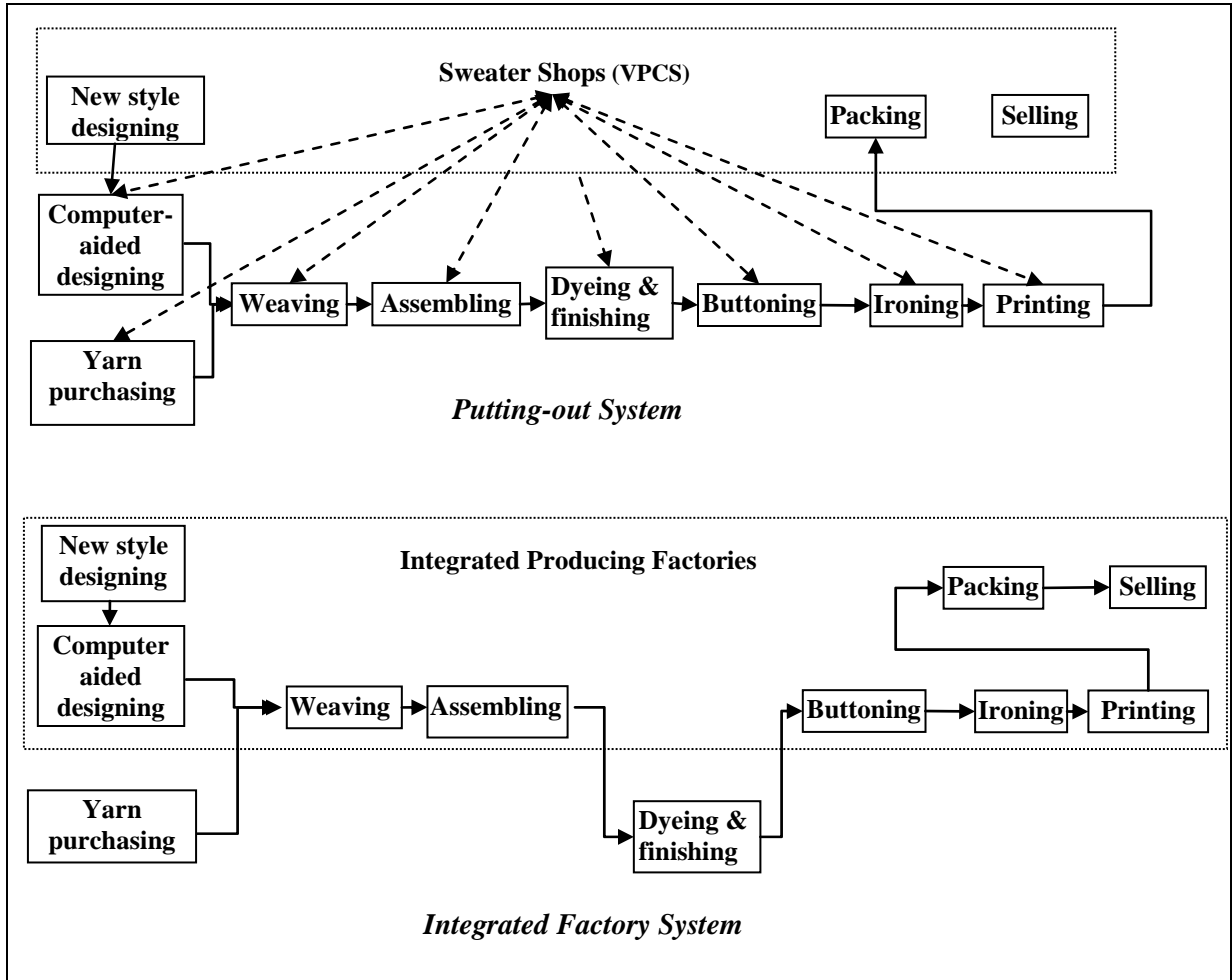 Sweater Shops (VPCS)
New style
designing
Packing
Selling
Computer-
aided
designing
Weaving
Assembling
Dyeing &
finishing
Buttoning
Ironing
Printing
Yarn
purchasing
Putting-out System
New style
designing
Integrated Producing Factories
Packing
Selling
Computer
aided
designing
Weaving
Assembling
Buttoning
Ironing
Printing
Yarn
purchasing
Dyeing &
finishing
Integrated Factory System